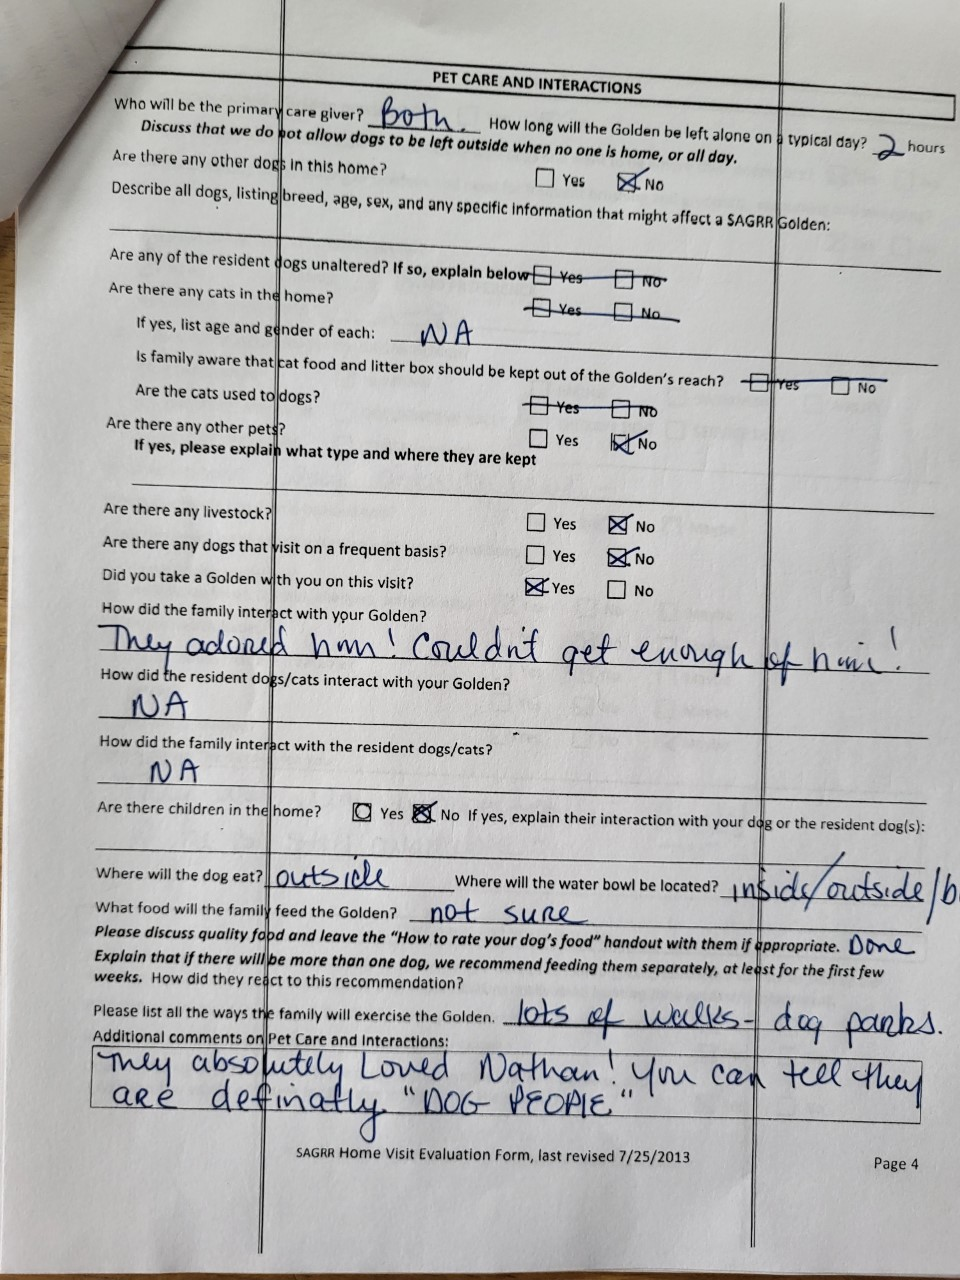 PET CARE AND INTERACTIONS
Who will be the primary care giver? Both. How long will the Golden be left alone on a typical day? 2 hours
Discuss that we do not allow dogs to be left outside when no one is home, or all day.
Are there any other dogs in this home? ☐ Yes ☒ No
Describe all dogs, listing breed, age, sex, and any specific information that might affect a SAGRR Golden:
Are any of the resident dogs unaltered? If so, explain below ☐ Yes ☐ No
Are there any cats in the home? ☐ Yes ☐ No
If yes, list age and gender of each: NA
Is family aware that cat food and litter box should be kept out of the Golden's reach? ☐ Yes ☐ No
Are the cats used to dogs? ☐ Yes ☐ No
Are there any other pets? ☐ Yes ☒ No
If yes, please explain what type and where they are kept
Are there any livestock? ☐ Yes ☒ No
Are there any dogs that visit on a frequent basis? ☐ Yes ☒ No
Did you take a Golden with you on this visit? ☒ Yes ☐ No
How did the family interact with your Golden?
They adored him! Couldn't get enough of him!
How did the resident dogs/cats interact with your Golden?
NA
How did the family interact with the resident dogs/cats?
NA
Are there children in the home? ☐ Yes ☒ No If yes, explain their interaction with your dog or the resident dog(s):
Where will the dog eat? outside Where will the water bowl be located? inside/outside/b
What food will the family feed the Golden? not sure
Please discuss quality food and leave the "How to rate your dog's food" handout with them if appropriate. Done
Explain that if there will be more than one dog, we recommend feeding them separately, at least for the first few
weeks. How did they react to this recommendation?
Please list all the ways the family will exercise the Golden. lots of walks - dog parks.
Additional comments on Pet Care and Interactions:
They absolutely Loved Nathan! You can tell they
are definatly "DOG PEOPLE"
SAGRR Home Visit Evaluation Form, last revised 7/25/2013
Page 4